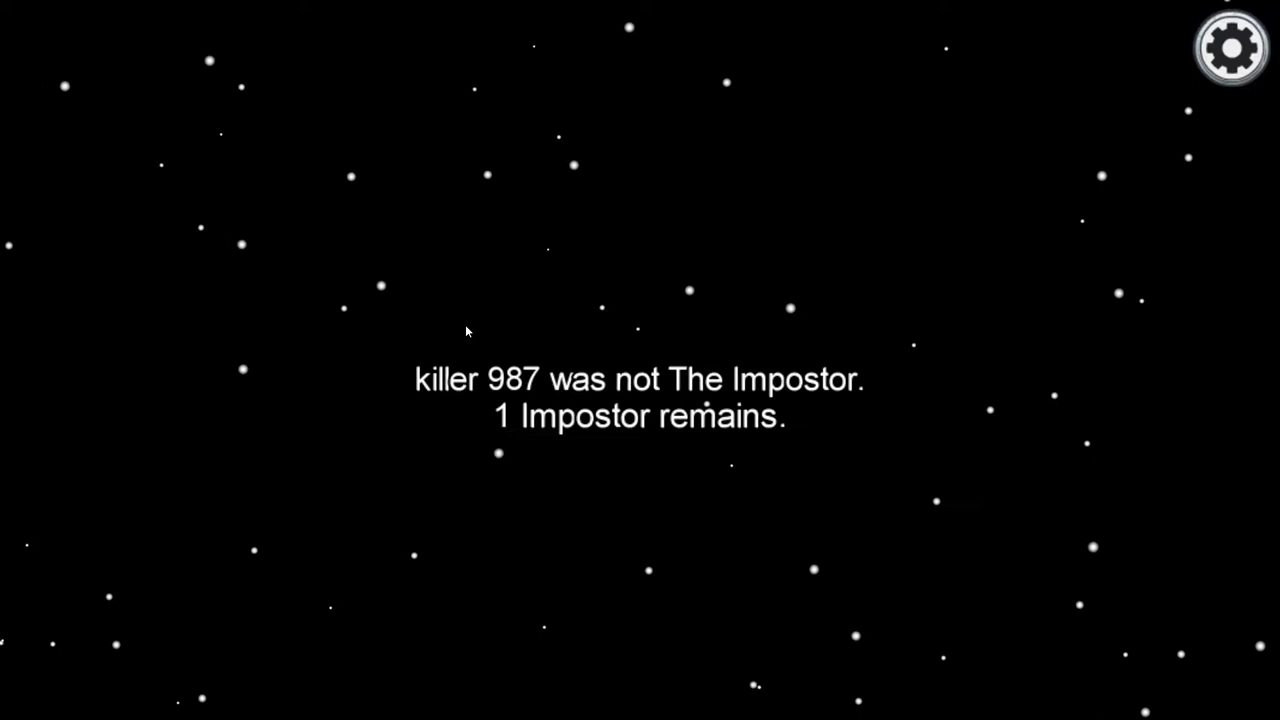 killer 987 was not The Impostor.
1 Impostor remains.